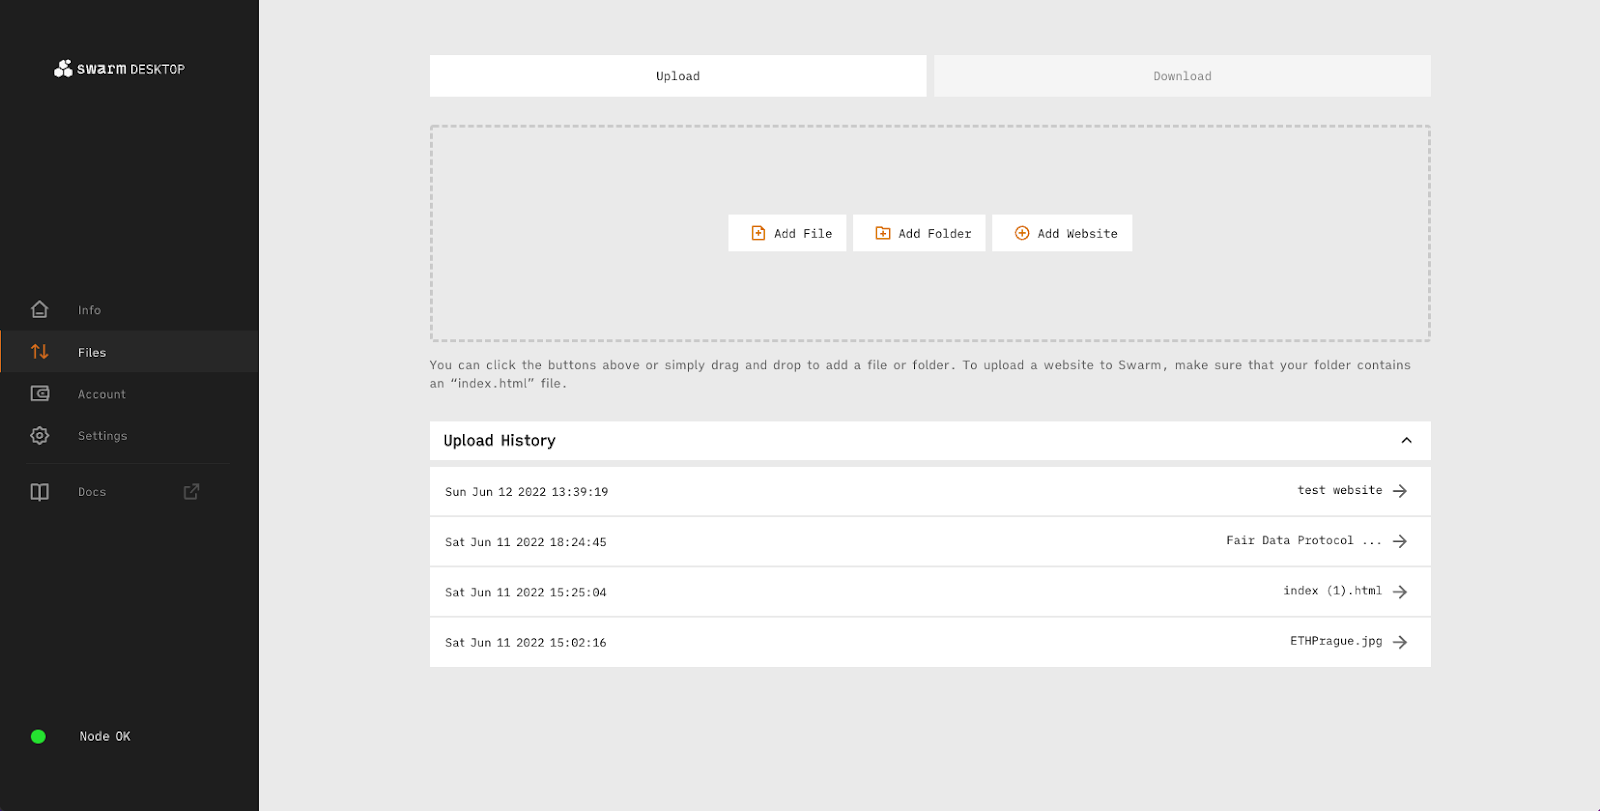 swarm DESKTOP
Info
Files
Account
Settings
Docs
Node OK
Upload
Download
Add File
Add Folder
Add Website
You can click the buttons above or simply drag and drop to add a file or folder. To upload a website to Swarm, make sure that your folder contains
an “index.html” file.
Upload History
Sun Jun 12 2022 13:39:19 test website
Sat Jun 11 2022 18:24:45 Fair Data Protocol ...
Sat Jun 11 2022 15:25:04 index (1).html
Sat Jun 11 2022 15:02:16 ETHPrague.jpg